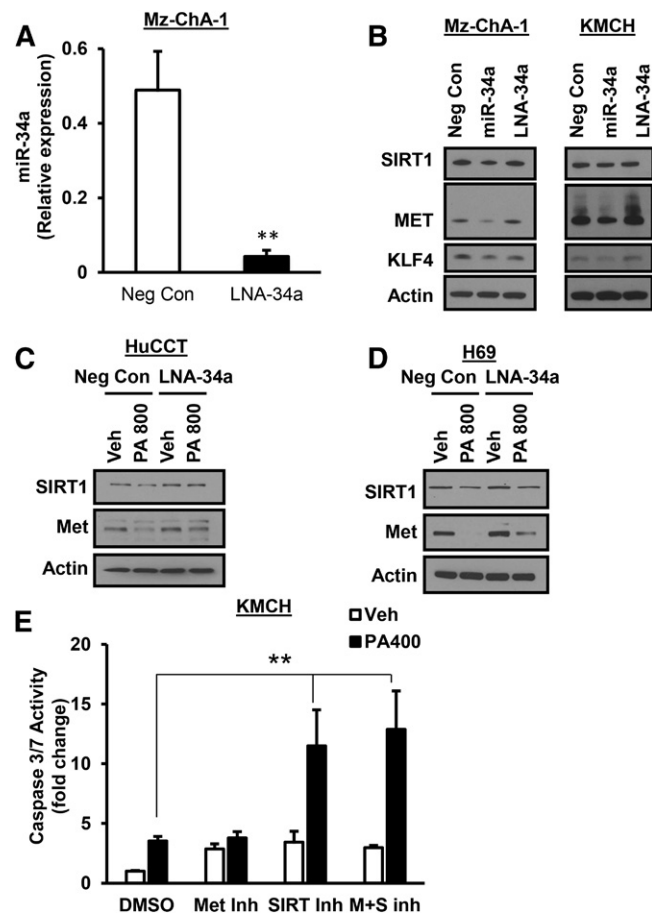 A
Mz-ChA-1
miR-34a
(Relative expression)
0.6
0.4
0.2
0
**
Neg Con LNA-34a
B
Mz-ChA-1 KMCH
Neg Con miR-34a LNA-34a Neg Con miR-34a LNA-34a
SIRT1
MET
KLF4
Actin
C
HuCCT
Neg Con LNA-34a
Veh PA 800 Veh PA 800
SIRT1
Met
Actin
D
H69
Neg Con LNA-34a
Veh PA 800 Veh PA 800
SIRT1
Met
Actin
E
KMCH
Veh
PA400
Caspase 3/7 Activity
(fold change)
20
15
10
5
0
**
DMSO Met Inh SIRT Inh M+S inh